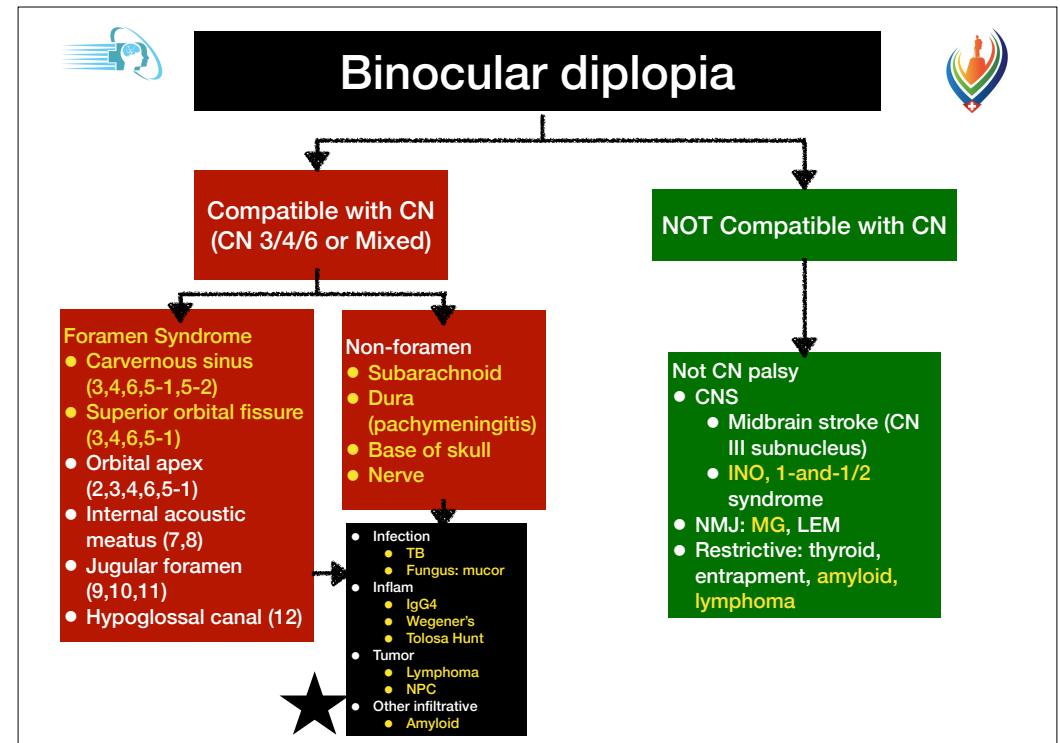 Binocular diplopia
Compatible with CN
(CN 3/4/6 or Mixed)
NOT Compatible with CN
Foramen Syndrome
● Carvernous sinus
(3,4,6,5-1,5-2)
● Superior orbital fissure
(3,4,6,5-1)
● Orbital apex
(2,3,4,6,5-1)
● Internal acoustic
meatus (7,8)
● Jugular foramen
(9,10,11)
● Hypoglossal canal (12)
Non-foramen
● Subarachnoid
● Dura
(pachymeningitis)
● Base of skull
● Nerve
● Infection
● TB
● Fungus: mucor
● Inflam
● IgG4
● Wegener's
● Tolosa Hunt
● Tumor
● Lymphoma
● NPC
● Other infiltrative
● Amyloid
Not CN palsy
● CNS
● Midbrain stroke (CN
III subnucleus)
● INO, 1-and-1/2
syndrome
● NMJ: MG, LEM
● Restrictive: thyroid,
entrapment, amyloid,
lymphoma